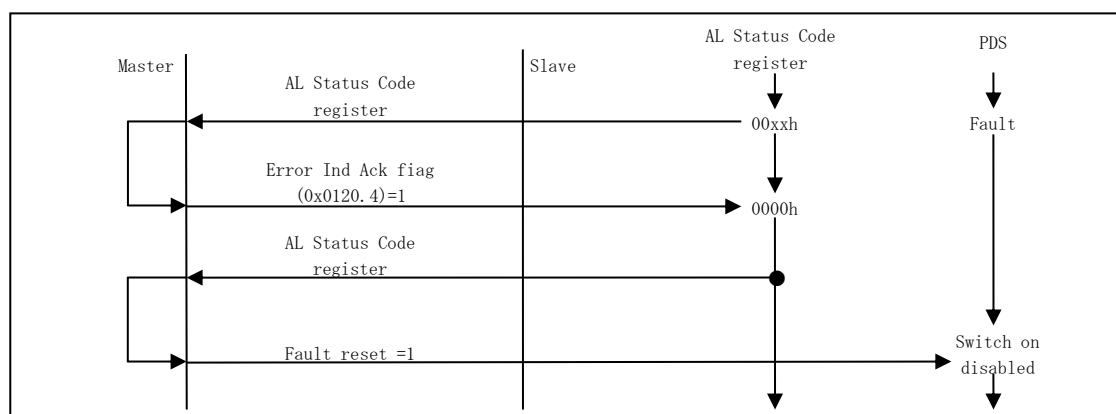 AL Status Code
register
PDS
Master
Slave
AL Status Code
register
00xxh
Fault
Error Ind Ack fiag
(0x0120.4)=1
0000h
AL Status Code
register
Fault reset =1
Switch on
disabled